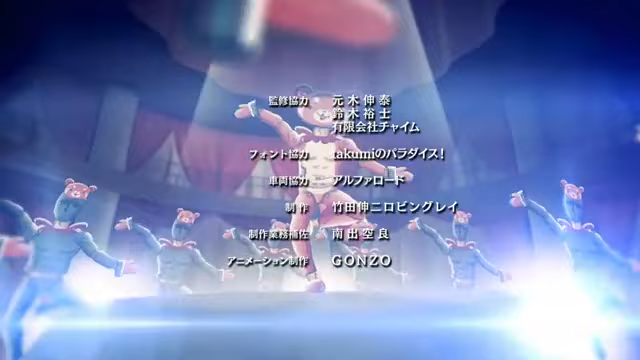 監修協力 元木伸泰
鈴木裕士
有限会社チャイム
フォント協力 takumiのパラダイス!
車両協力 アルファロード
制作 竹田伸二ロビングレイ
制作業務補佐 南出空良
アニメーション制作 GONZO